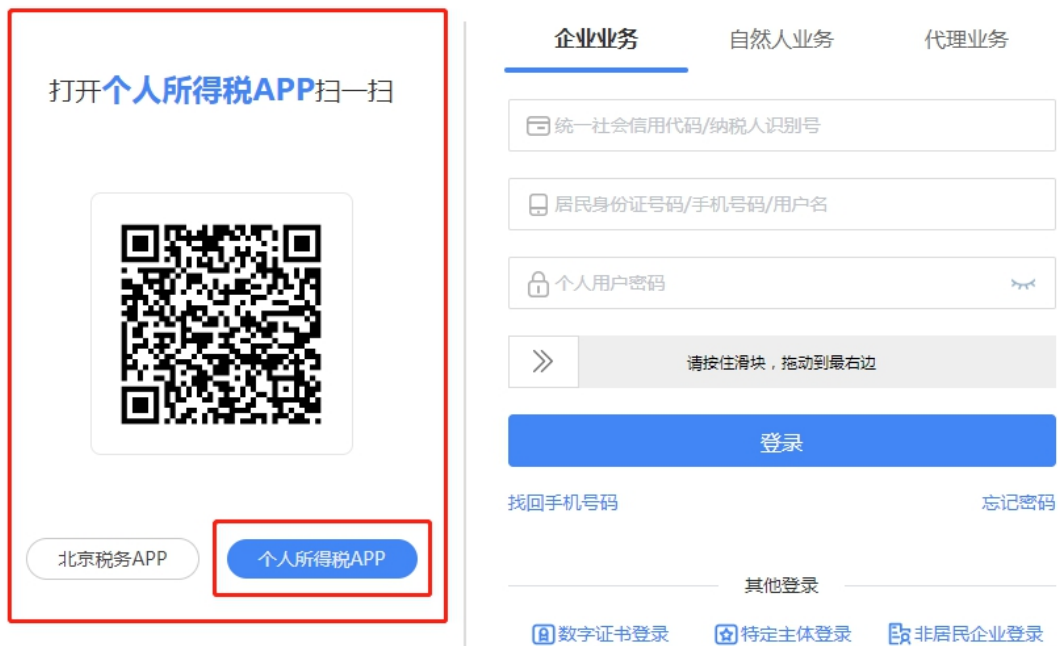 打开个人所得税APP扫一扫
北京税务APP
个人所得税APP
企业业务
自然人业务
代理业务
统一社会信用代码/纳税人识别号
居民身份证号码/手机号码/用户名
个人用户密码
请按住滑块，拖动到最右边
登录
找回手机号码
忘记密码
其他登录
数字证书登录
特定主体登录
非居民企业登录